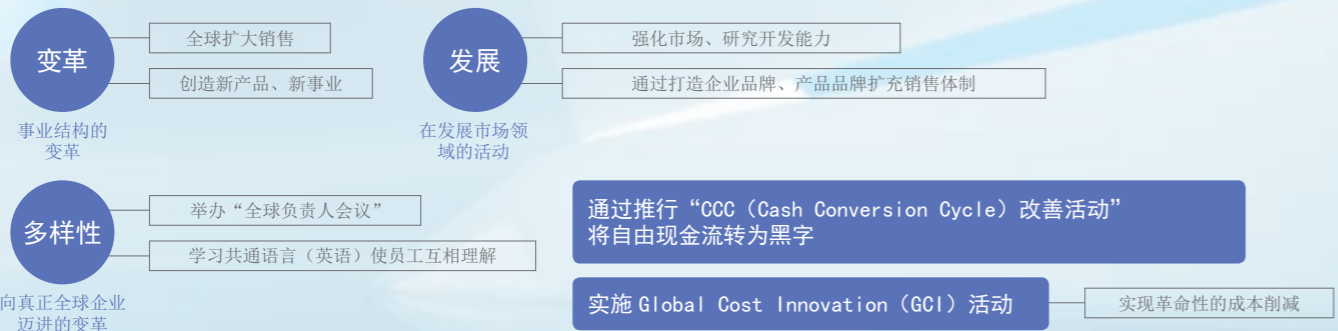 变革
全球扩大销售
创造新产品、新事业
事业结构的
变革
发展
强化市场、研究开发能力
通过打造企业品牌、产品品牌扩充销售体制
在发展市场领
域的活动
多样性
举办“全球负责人会议”
学习共通语言（英语）使员工互相理解
向真正全球企业
迈进的变革
通过推行“CCC（Cash Conversion Cycle）改善活动”
将自由现金流转为黑字
实施 Global Cost Innovation（GCI）活动
实现革命性的成本削减